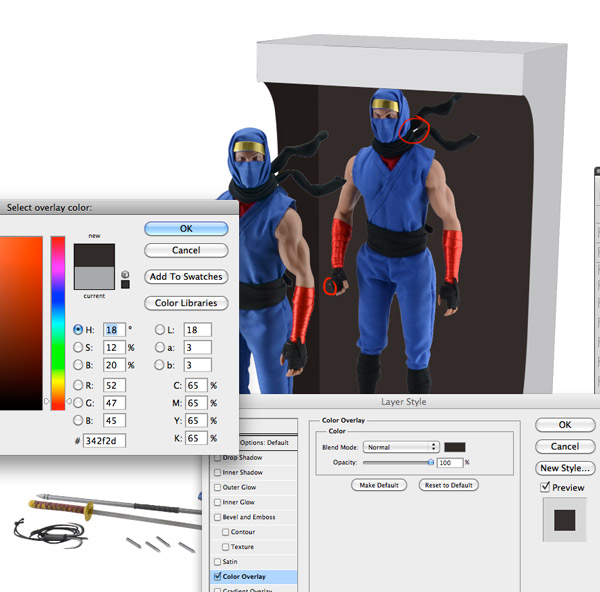 Select overlay color:
new
current
OK
Cancel
Add To Swatches
Color Libraries
H: 18 °
L: 18
S: 12 %
a: 3
B: 20 %
b: 3
R: 52
C: 65 %
G: 47
M: 65 %
B: 45
Y: 65 %
# 342f2d
K: 65 %
Layer Style
Options: Default
Drop Shadow
Inner Shadow
Outer Glow
Inner Glow
Bevel and Emboss
Contour
Texture
Satin
Color Overlay
Gradient Overlay
Color Overlay
Color
Blend Mode: Normal
Opacity: 100 %
Make Default
Reset to Default
OK
Cancel
New Style...
Preview